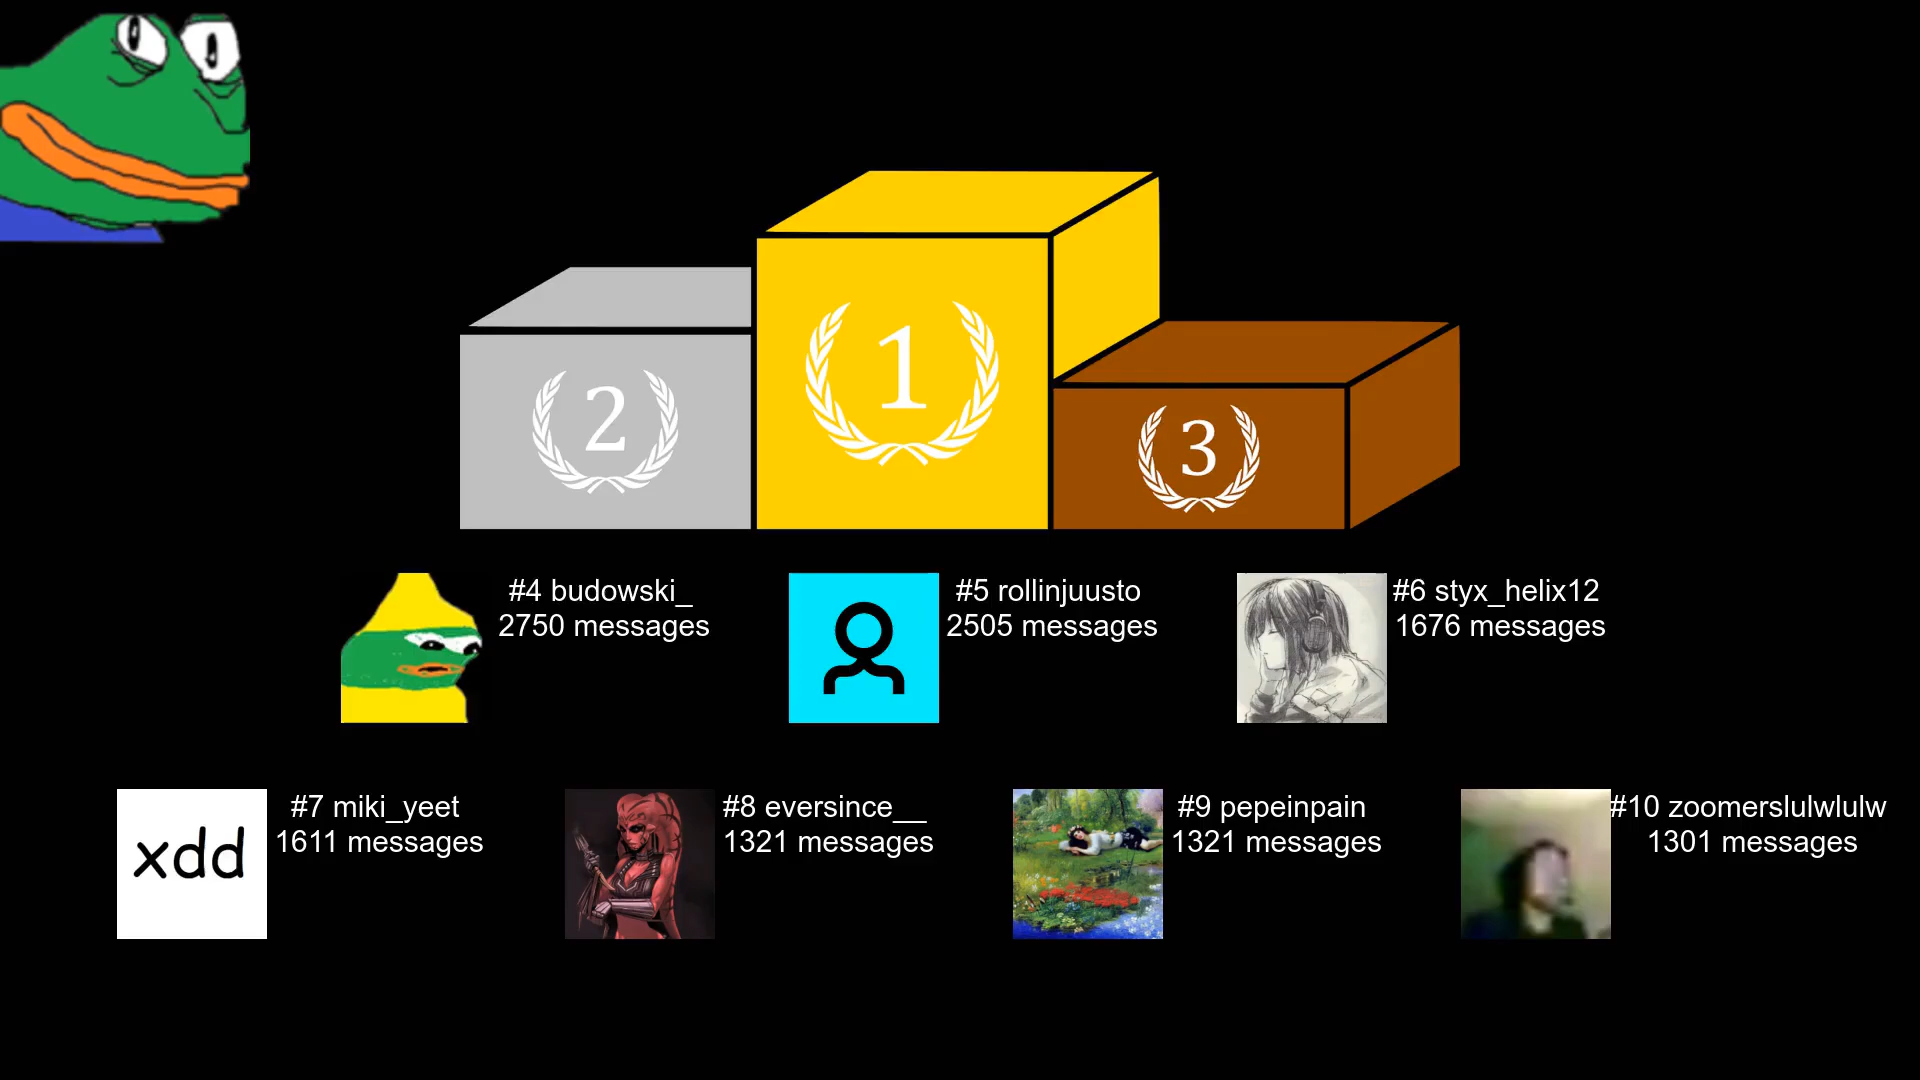 1
2
3
#4 budowski_
2750 messages
#5 rollinjuusto
2505 messages
#6 styx_helix12
1676 messages
xdd
#7 miki_yeet
1611 messages
#8 eversince__
1321 messages
#9 pepeinpain
1321 messages
#10 zoomerslulwlulw
1301 messages